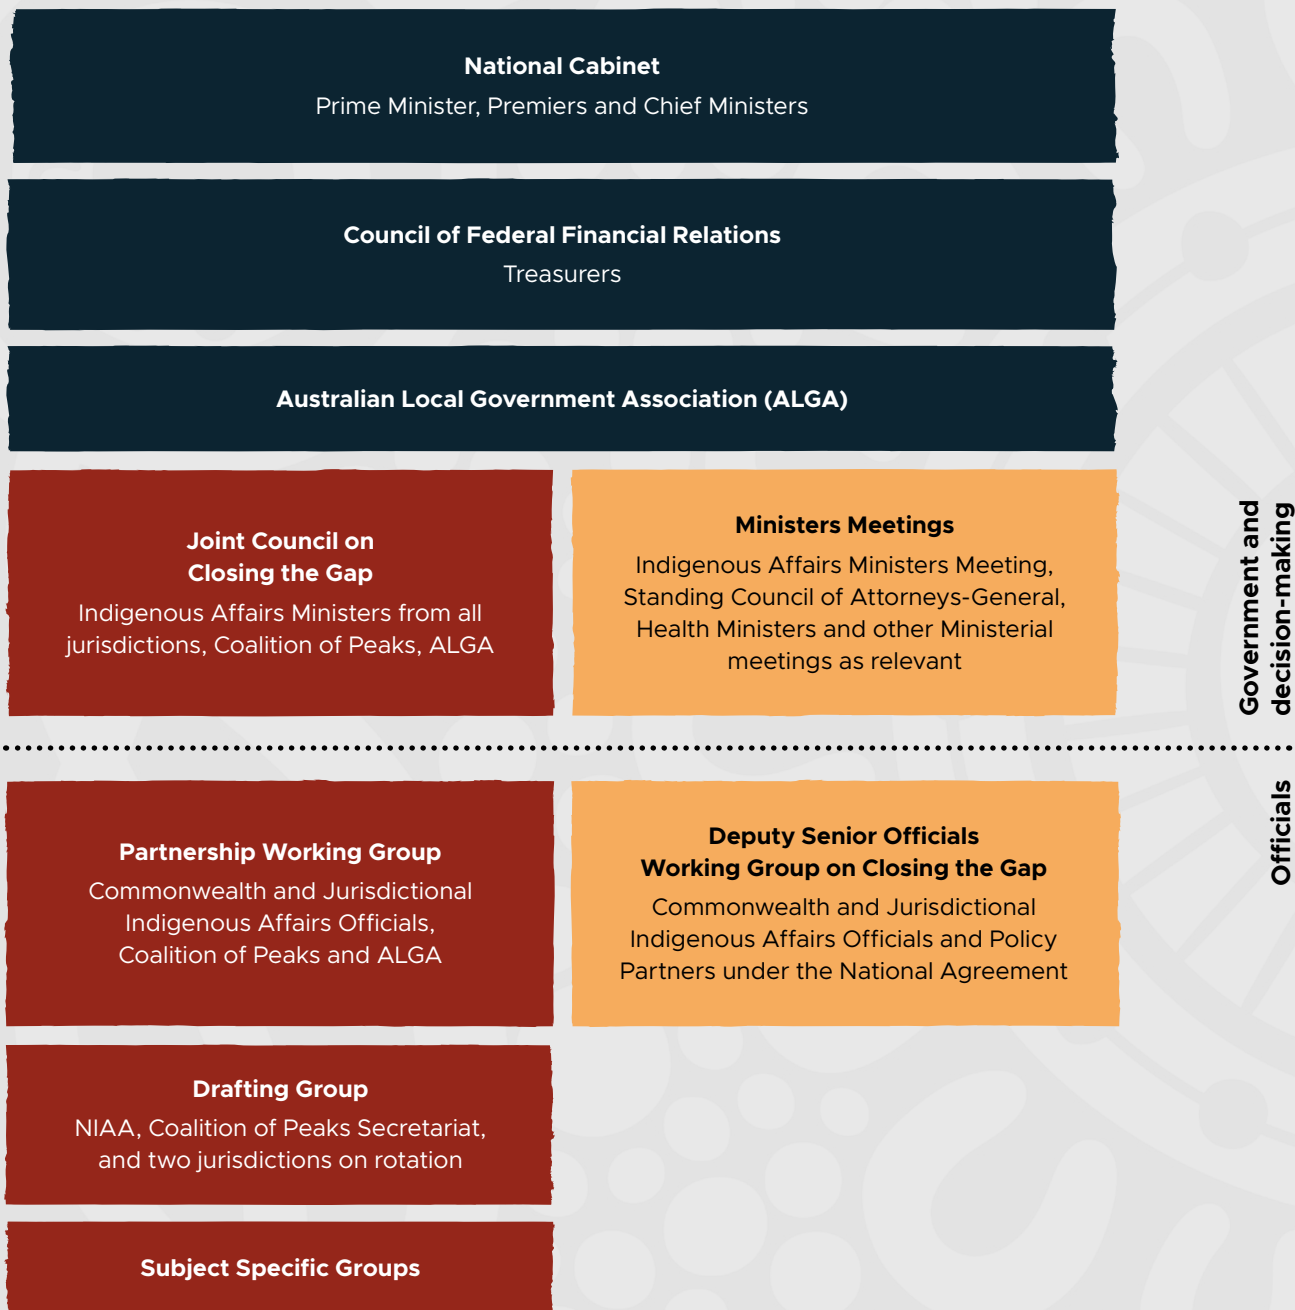 National Cabinet
Prime Minister, Premiers and Chief Ministers
Council of Federal Financial Relations
Treasurers
Australian Local Government Association (ALGA)
Joint Council on
Closing the Gap
Indigenous Affairs Ministers from all
jurisdictions, Coalition of Peaks, ALGA
Ministers Meetings
Indigenous Affairs Ministers Meeting,
Standing Council of Attorneys-General,
Health Ministers and other Ministerial
meetings as relevant
Government and
decision-making
Partnership Working Group
Commonwealth and Jurisdictional
Indigenous Affairs Officials,
Coalition of Peaks and ALGA
Deputy Senior Officials
Working Group on Closing the Gap
Commonwealth and Jurisdictional
Indigenous Affairs Officials and Policy
Partners under the National Agreement
Officials
Drafting Group
NIAA, Coalition of Peaks Secretariat,
and two jurisdictions on rotation
Subject Specific Groups